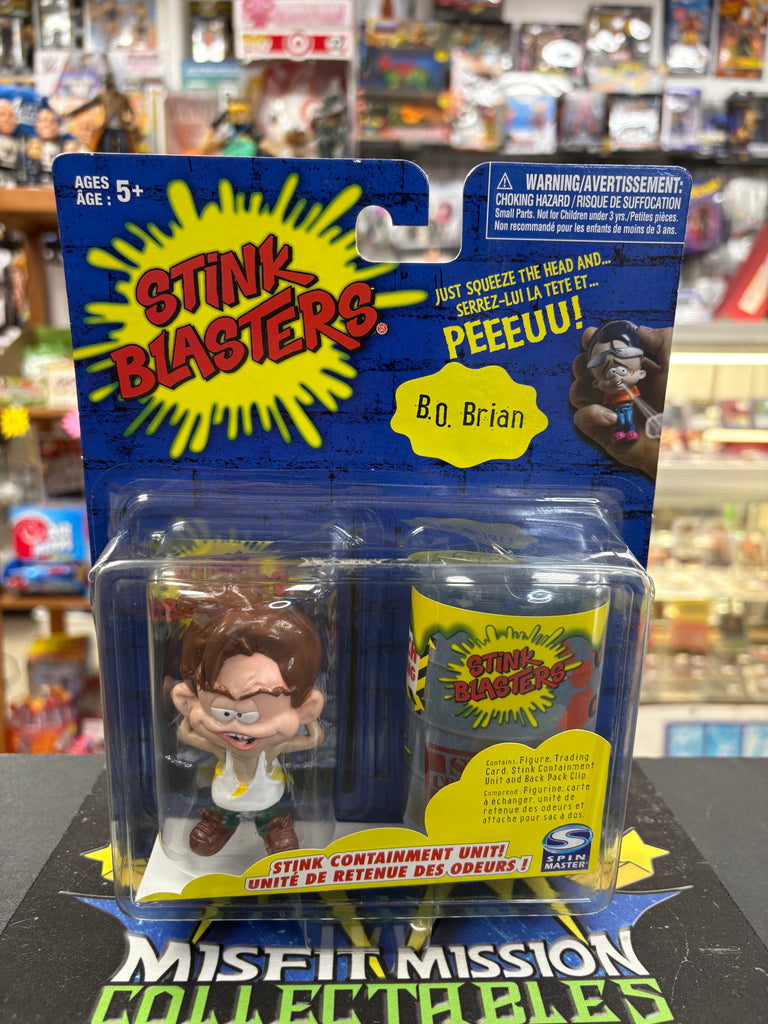 AGES 5+
ÂGE :
STINK
BLASTERS®
WARNING/AVERTISSEMENT:
CHOKING HAZARD / RISQUE DE SUFFOCATION
Small Parts. Not for Children under 3 yrs./Petites pièces.
Non recommandé pour les enfants de moins de 3 ans.
JUST SQUEEZE THE HEAD AND...
SERREZ-LUI LA TETE ET...
PEEEUU!
B.O. Brian
STINK
BLASTERS
Contains: Figure, Trading
Card, Stink Containment
Unit and Back Pack Clip.
Comprend: Figurine, carte
à échanger, unité de
retenue des odeurs et
attache pour sac à dos.
STINK CONTAINMENT UNIT!
UNITÉ DE RETENUE DES ODEURS !
SPIN
MASTER
MISFIT MISSION
COLLECTABLES